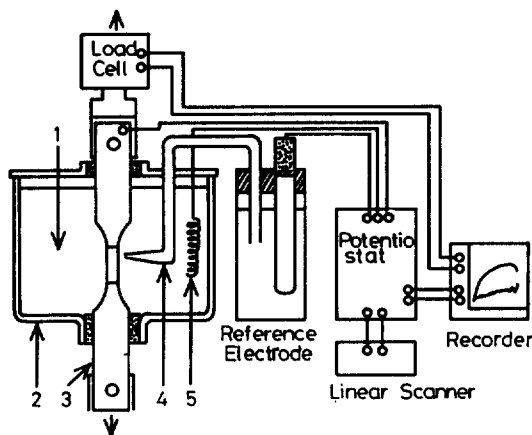 Load
Cell
1
Potentio
stat
Reference
Electrode
Recorder
Linear Scanner
2
3
4
5